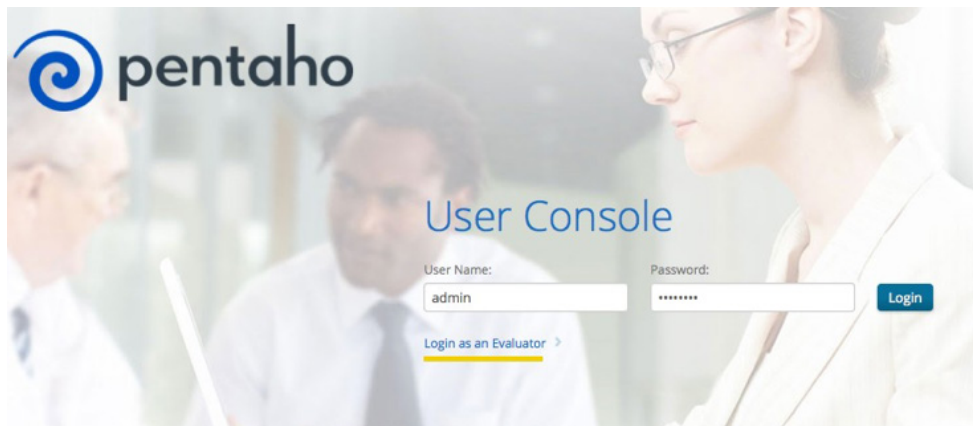 pentaho
User Console
User Name:
Password:
admin
••••••••
Login
Login as an Evaluator >